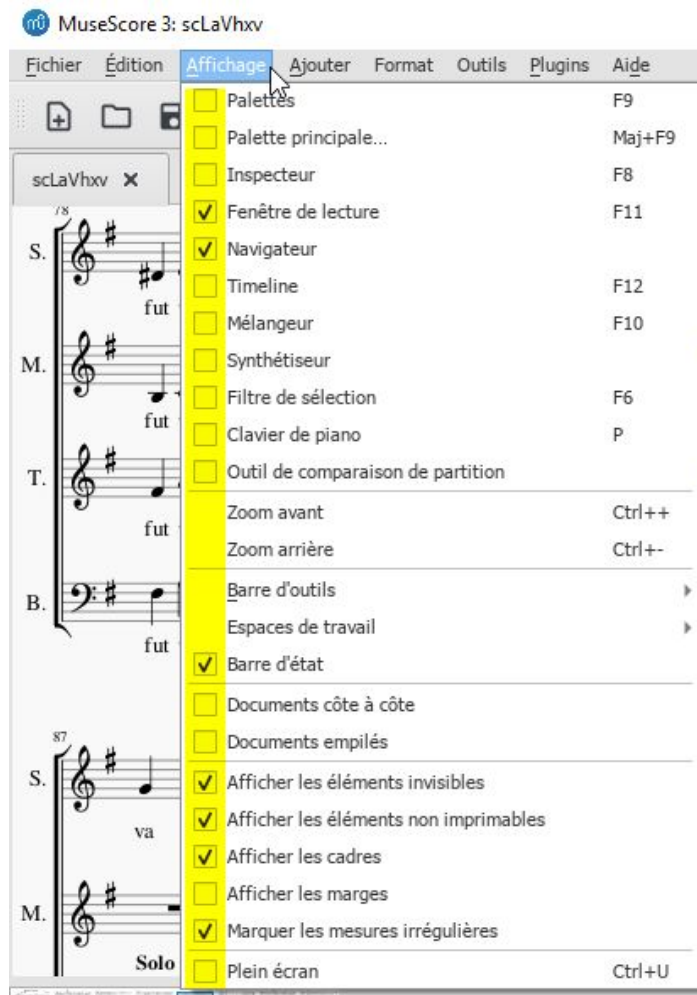 MuseScore 3: scLaVhxv
Fichier Édition Affichage Ajouter Format Outils Plugins Aide
scLaVhxv
Palettes F9
Palette principale... Maj+F9
Inspecteur F8
Fenêtre de lecture F11
Navigateur
Timeline F12
Mélangeur F10
Synthétiseur
Filtre de sélection F6
Clavier de piano P
Outil de comparaison de partition
Zoom avant Ctrl++
Zoom arrière Ctrl+-
Barre d'outils
Espaces de travail
Barre d'état
Documents côte à côte
Documents empilés
Afficher les éléments invisibles
Afficher les éléments non imprimables
Afficher les cadres
Afficher les marges
Marquer les mesures irrégulières
Plein écran Ctrl+U
78
S.
fut
M.
fut
T.
fut
B.
fut
87
S.
va
M.
Solo